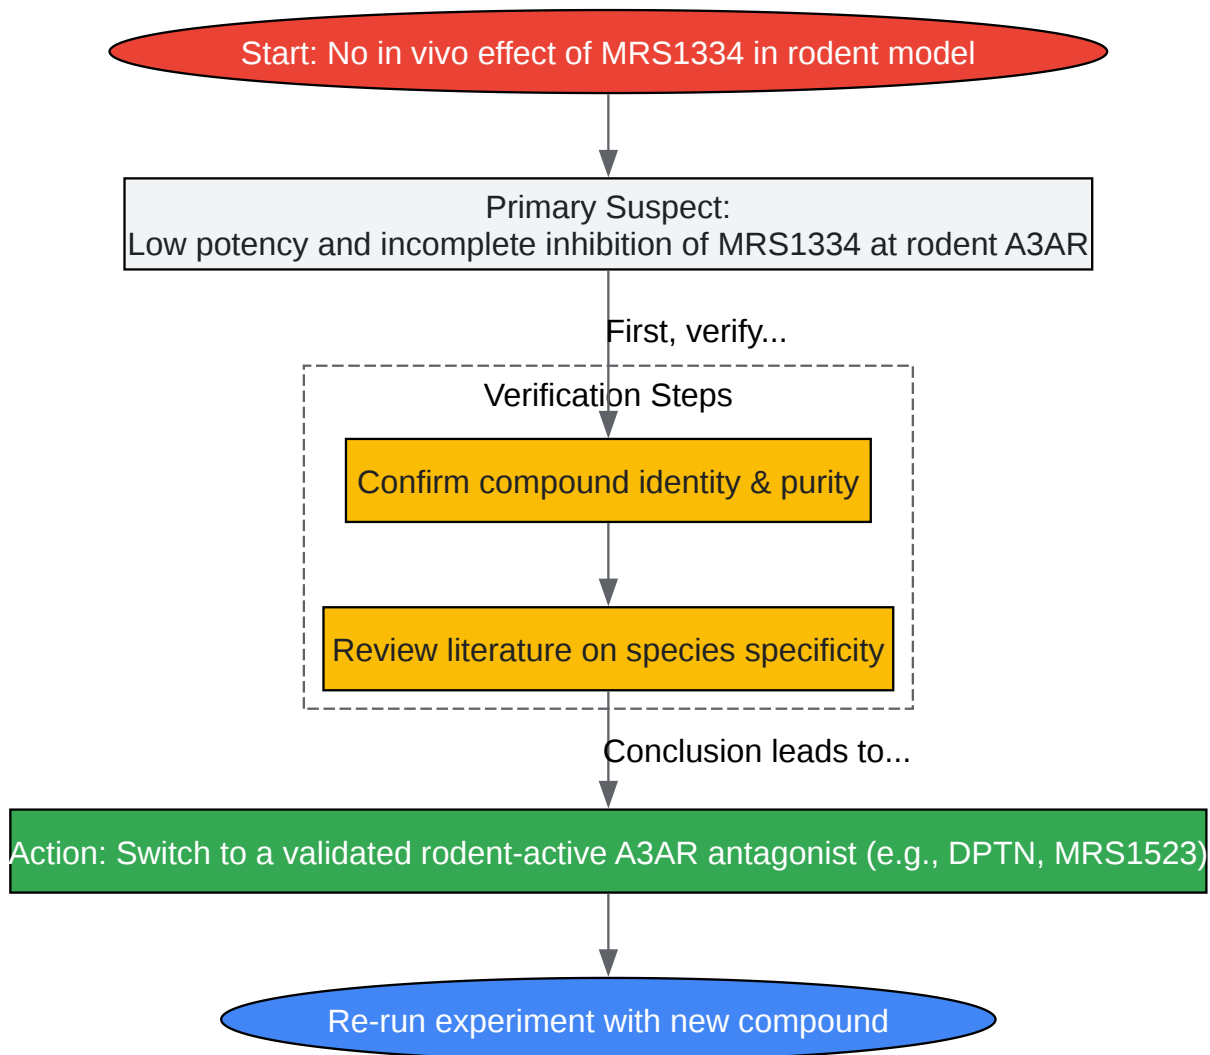 Start: No in vivo effect of MRS1334 in rodent model
Primary Suspect:
Low potency and incomplete inhibition of MRS1334 at rodent A3AR
First, verify...
Verification Steps
Confirm compound identity & purity
Review literature on species specificity
Conclusion leads to...
Action: Switch to a validated rodent-active A3AR antagonist (e.g., DPTN, MRS1523)
Re-run experiment with new compound